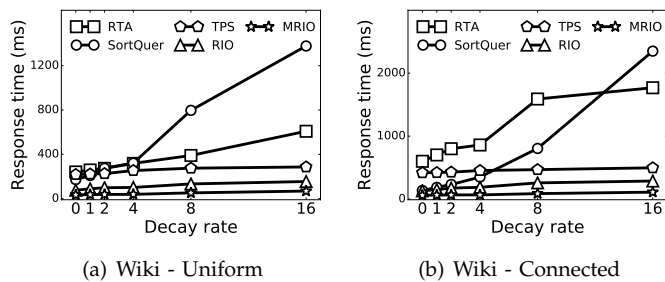 RTA TPS MRIO
SortQuer RIO
Response time (ms)
1200
800
400
0
0 1 2 4 8 16
Decay rate
(a) Wiki - Uniform
RTA TPS MRIO
SortQuer RIO
Response time (ms)
2000
1000
0
0 1 2 4 8 16
Decay rate
(b) Wiki - Connected